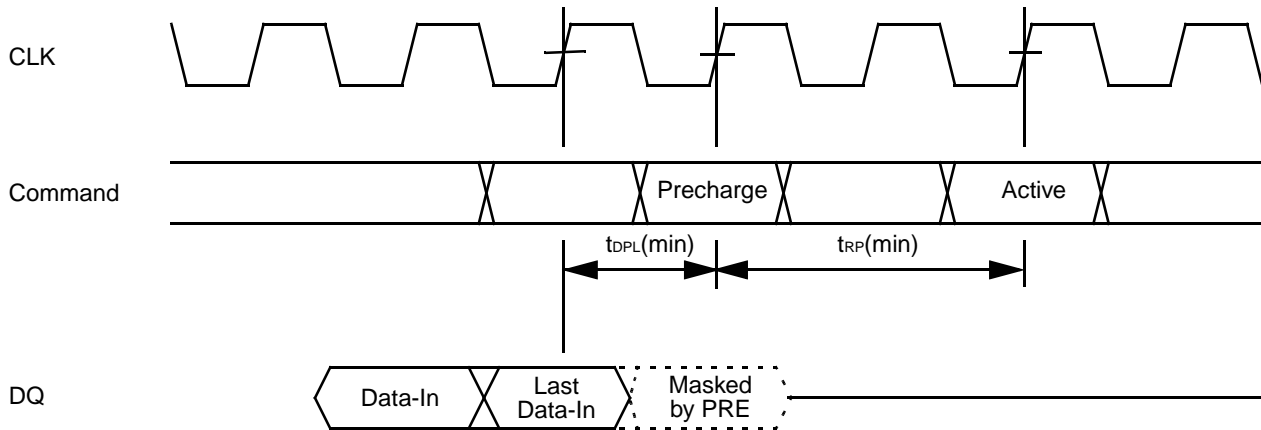 CLK
Command
Precharge
Active
tDPL(min)
tRP(min)
DQ
Data-In
Last
Data-In
Masked
by PRE